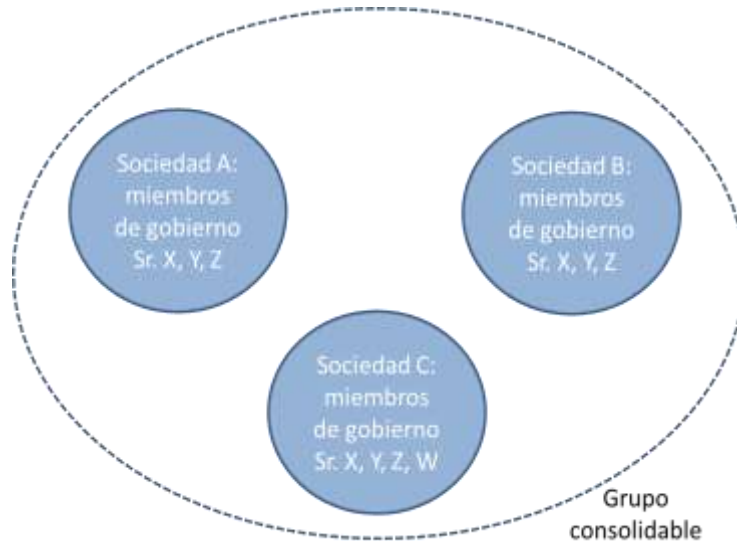 Sociedad A:
miembros
de gobierno
Sr. X, Y, Z
Sociedad B:
miembros
de gobierno
Sr. X, Y, Z
Sociedad C:
miembros
de gobierno
Sr. X, Y, Z, W
Grupo
consolidable